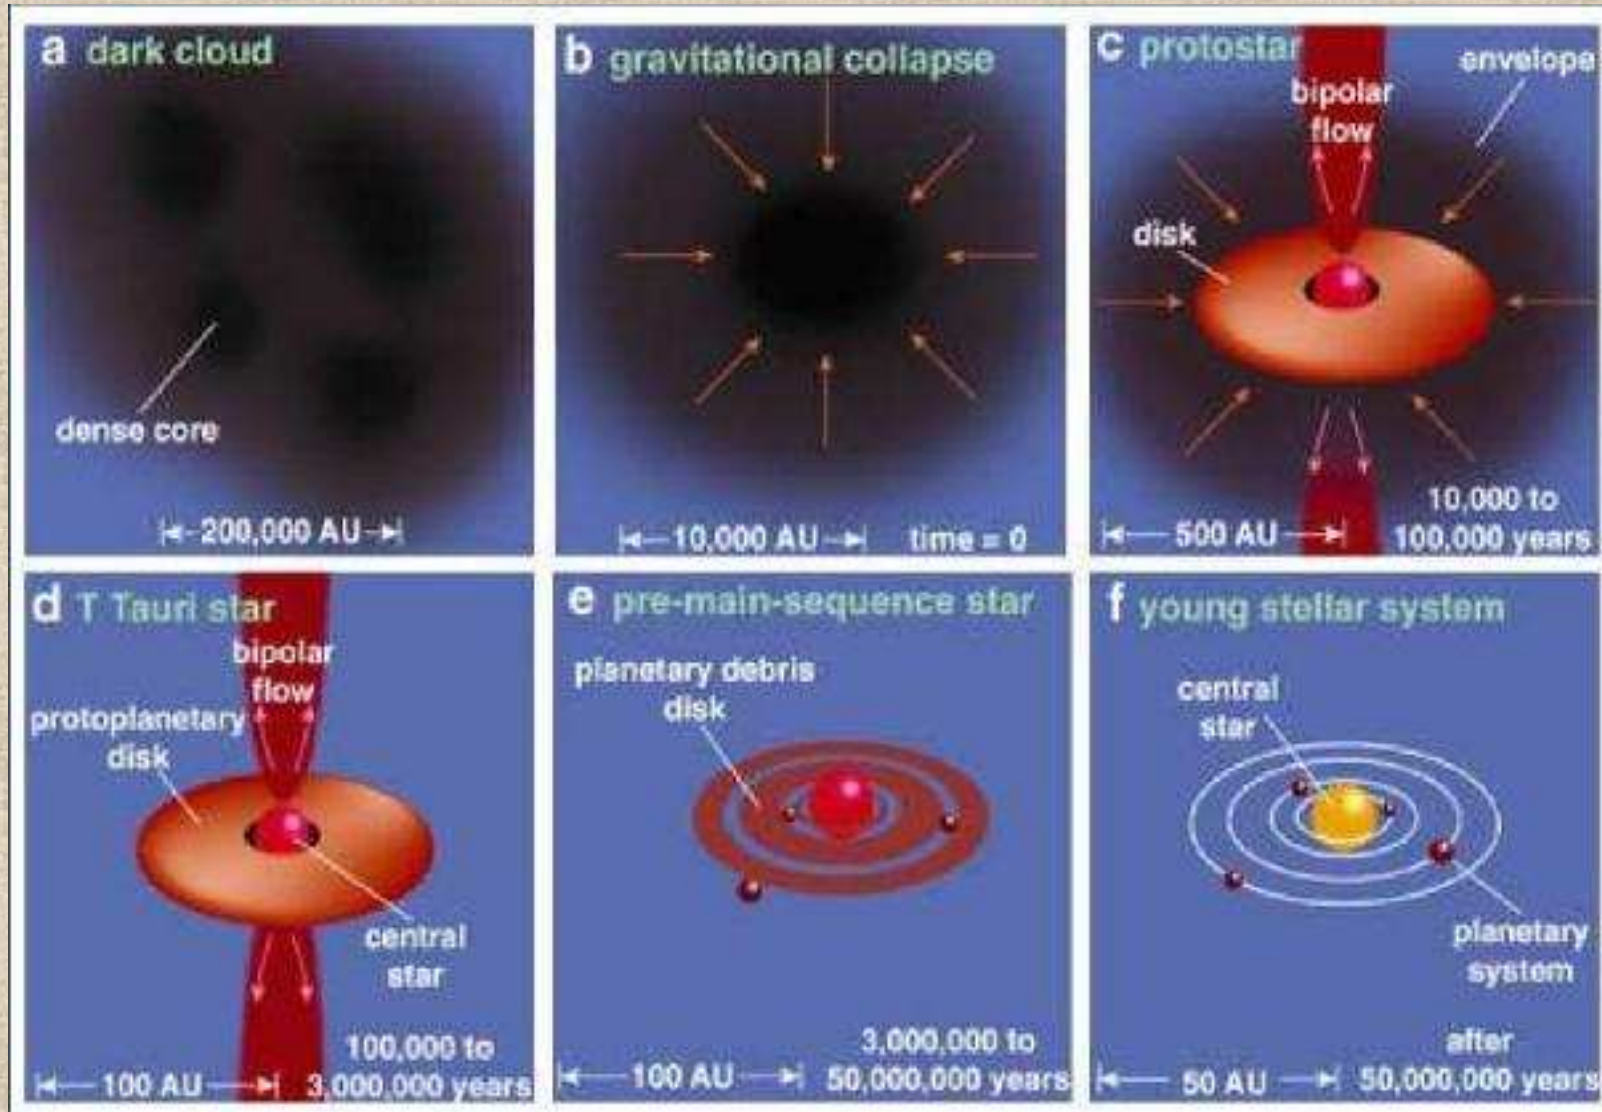 a dark cloud
dense core
200,000 AU
b gravitational collapse
10,000 AU
time = 0
c protostar
envelope
bipolar
flow
disk
500 AU
10,000 to
100,000 years
d T Tauri star
bipolar
flow
protoplanetary
disk
central
star
100 AU
100,000 to
3,000,000 years
e pre-main-sequence star
planetary debris
disk
100 AU
3,000,000 to
50,000,000 years
f young stellar system
central
star
planetary
system
50 AU
after
50,000,000 years